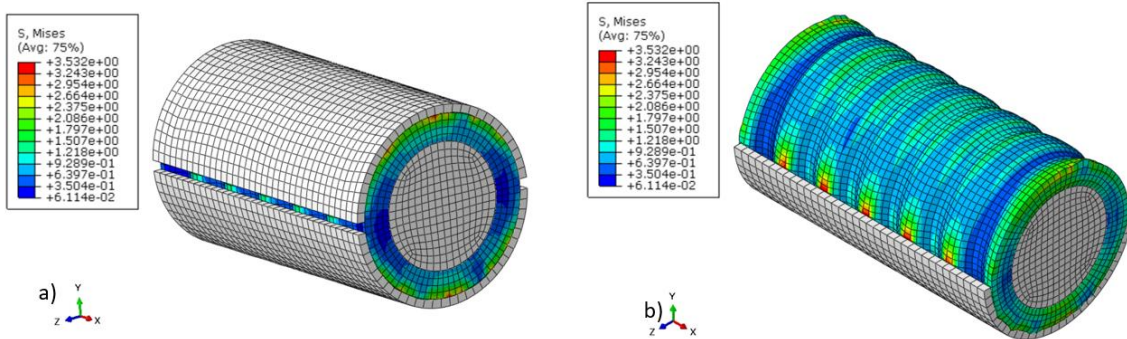 S, Mises
(Avg: 75%)
+3.532e+00
+3.243e+00
+2.954e+00
+2.664e+00
+2.375e+00
+2.086e+00
+1.797e+00
+1.507e+00
+1.218e+00
+9.289e-01
+6.397e-01
+3.504e-01
+6.114e-02
a)
Y
Z
X
S, Mises
(Avg: 75%)
+3.532e+00
+3.243e+00
+2.954e+00
+2.664e+00
+2.375e+00
+2.086e+00
+1.797e+00
+1.507e+00
+1.218e+00
+9.289e-01
+6.397e-01
+3.504e-01
+6.114e-02
b)
Y
Z
X